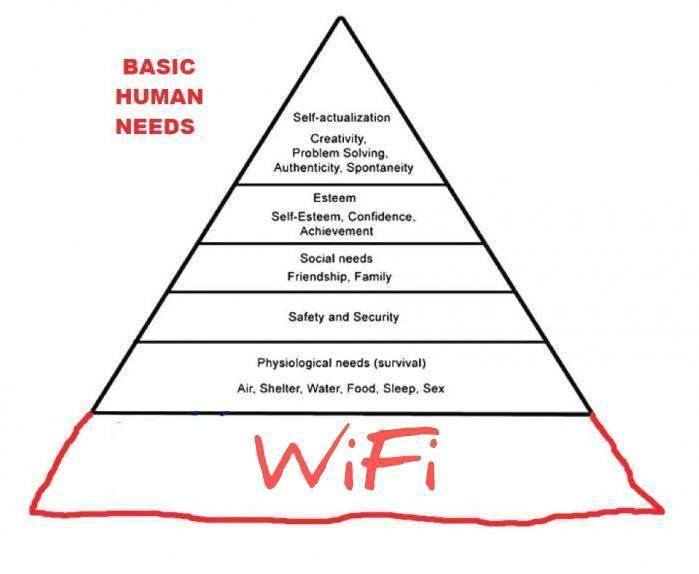 BASIC
HUMAN
NEEDS
Self-actualization
Creativity,
Problem Solving,
Authenticity, Spontaneity
Esteem
Self-Esteem, Confidence,
Achievement
Social needs
Friendship, Family
Safety and Security
Physiological needs (survival)
Air, Shelter, Water, Food, Sleep, Sex
WiFi